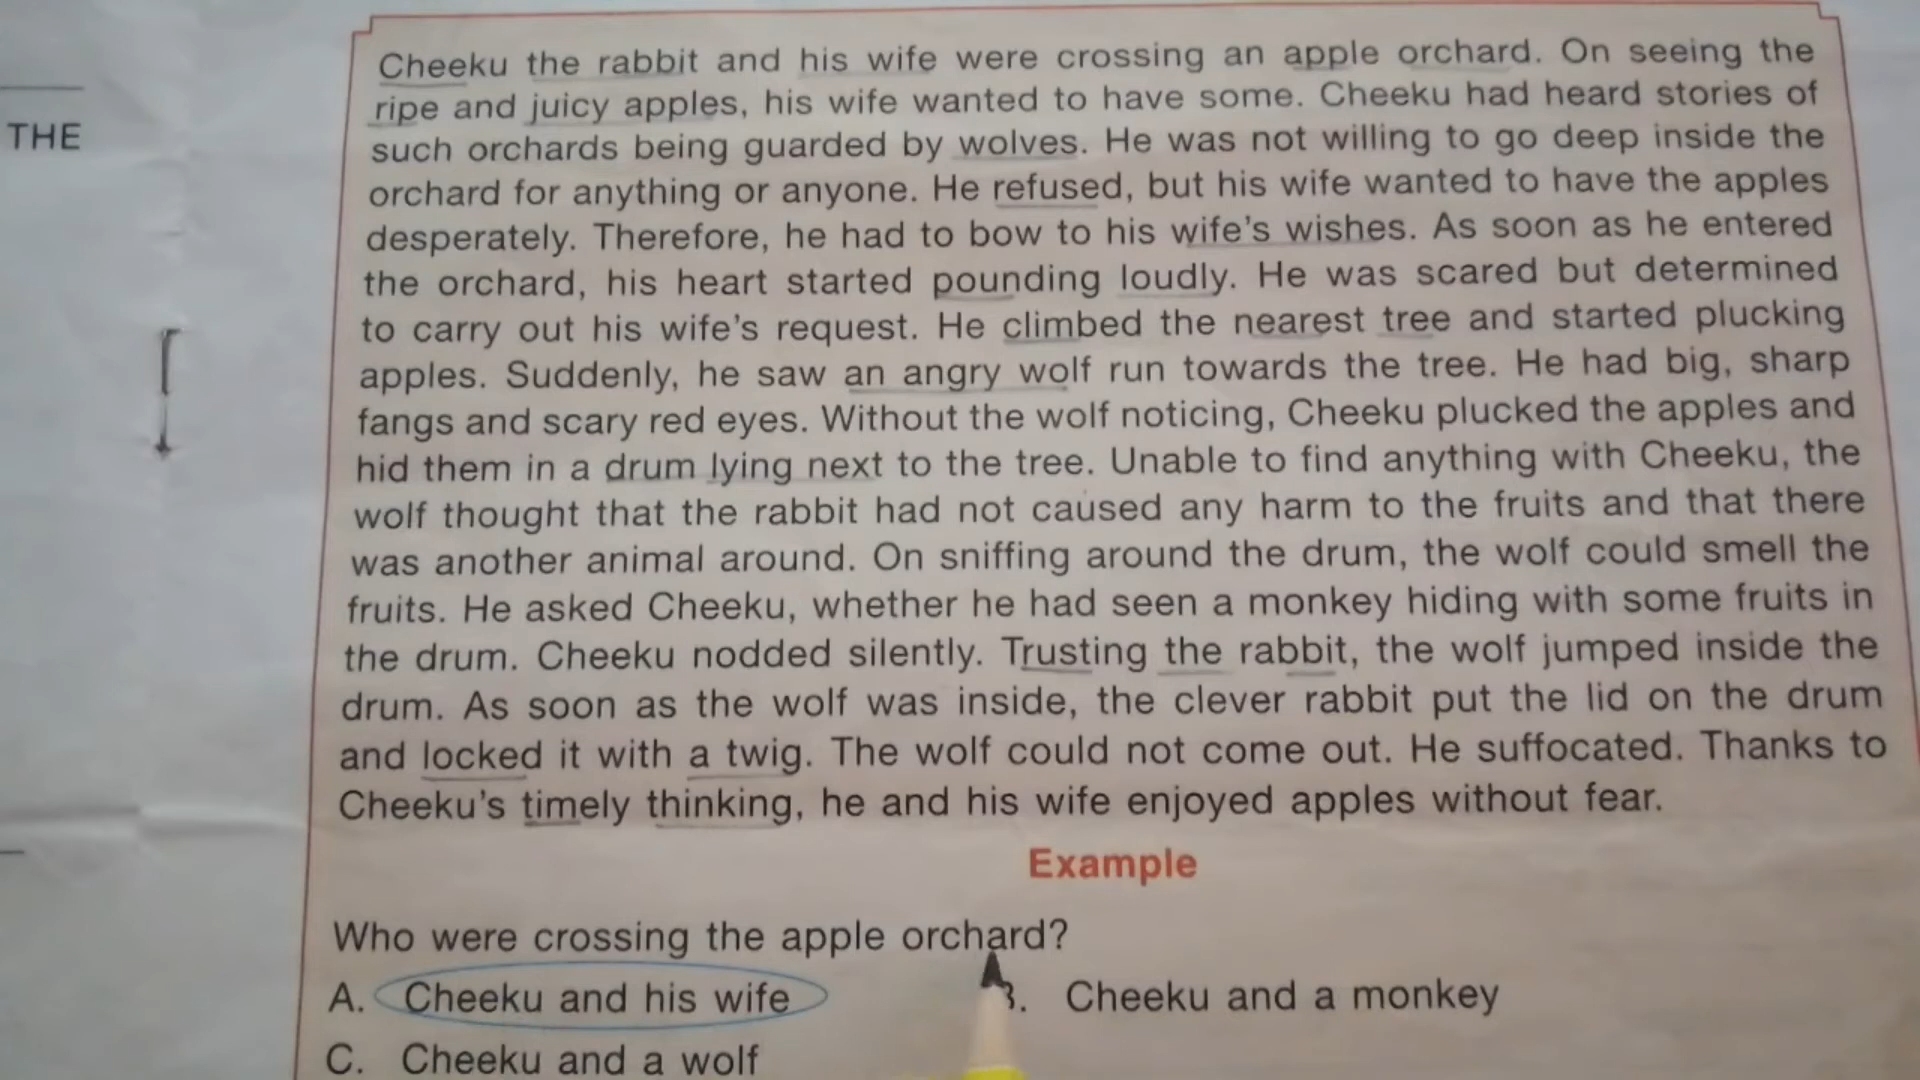 THE
Cheeku the rabbit and his wife were crossing an apple orchard. On seeing the
ripe and juicy apples, his wife wanted to have some. Cheeku had heard stories of
such orchards being guarded by wolves. He was not willing to go deep inside the
orchard for anything or anyone. He refused, but his wife wanted to have the apples
desperately. Therefore, he had to bow to his wife's wishes. As soon as he entered
the orchard, his heart started pounding loudly. He was scared but determined
to carry out his wife's request. He climbed the nearest tree and started plucking
apples. Suddenly, he saw an angry wolf run towards the tree. He had big, sharp
fangs and scary red eyes. Without the wolf noticing, Cheeku plucked the apples and
hid them in a drum lying next to the tree. Unable to find anything with Cheeku, the
wolf thought that the rabbit had not caused any harm to the fruits and that there
was another animal around. On sniffing around the drum, the wolf could smell the
fruits. He asked Cheeku, whether he had seen a monkey hiding with some fruits in
the drum. Cheeku nodded silently. Trusting the rabbit, the wolf jumped inside the
drum. As soon as the wolf was inside, the clever rabbit put the lid on the drum
and locked it with a twig. The wolf could not come out. He suffocated. Thanks to
Cheeku's timely thinking, he and his wife enjoyed apples without fear.
Example
Who were crossing the apple orchard?
A. Cheeku and his wife B. Cheeku and a monkey
C. Cheeku and a wolf